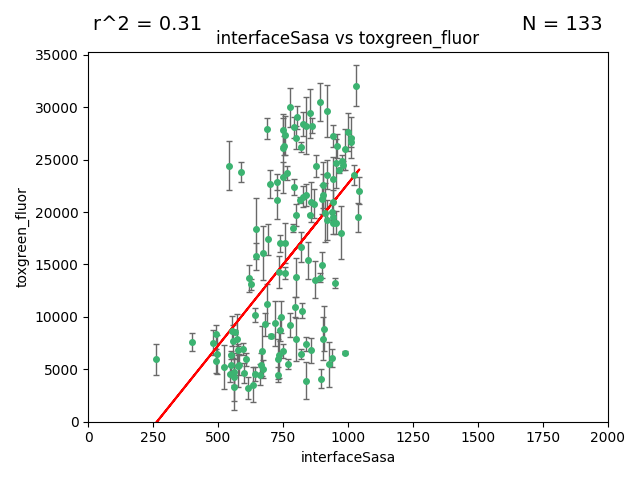 r^2 = 0.31
N = 133
interfaceSasa vs toxgreen_fluor
35000
30000
25000
20000
15000
10000
5000
0
toxgreen_fluor
0 250 500 750 1000 1250 1500 1750 2000
interfaceSasa